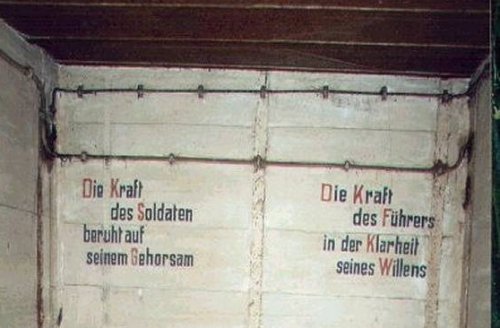 Die Kraft
des Soldaten
beruht auf
seinem Gehorsam
Die Kraft
des Führers
in der Klarheit
seines Willens